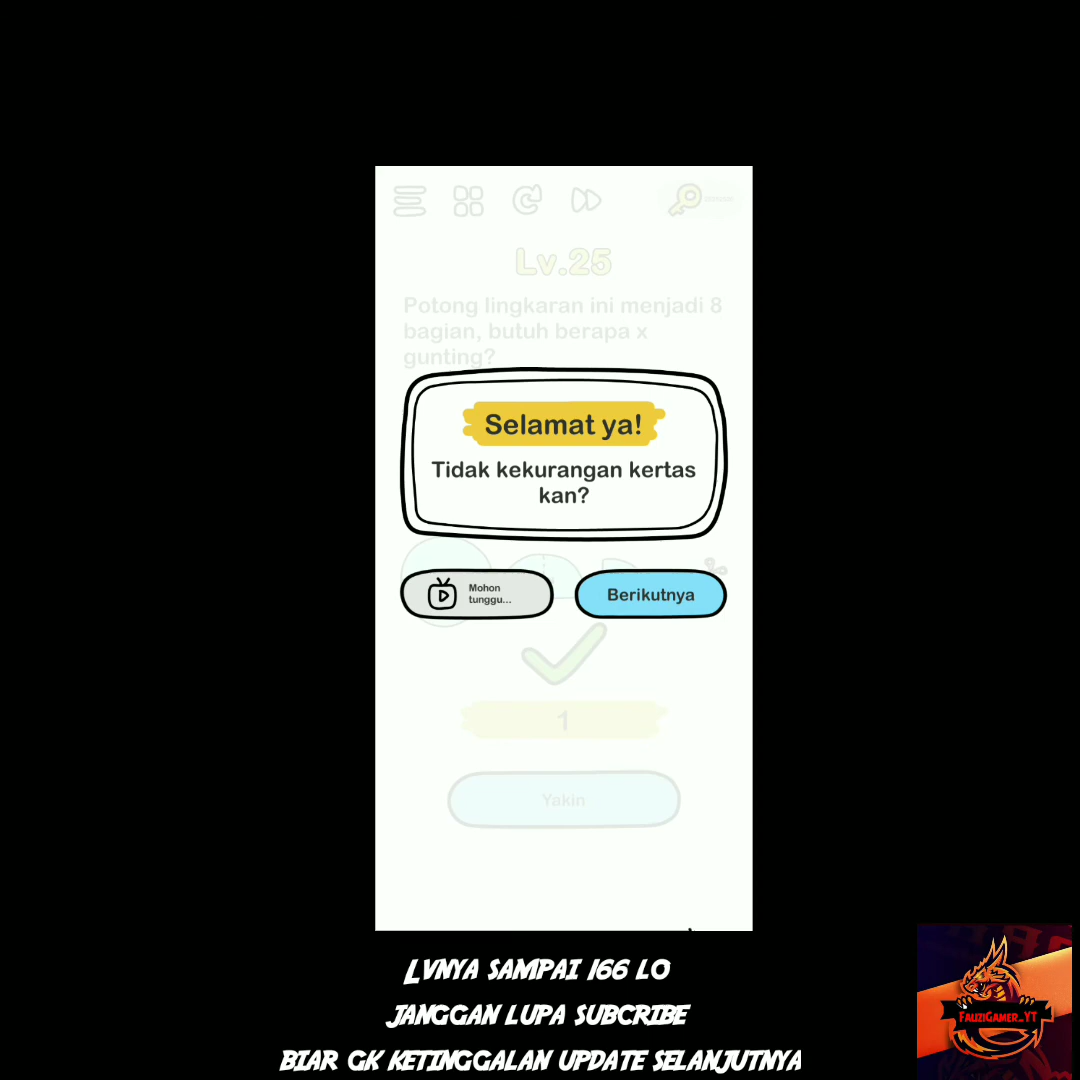 Lv.25
Potong lingkaran ini menjadi 8
bagian, butuh berapa x
gunting?
Selamat ya!
Tidak kekurangan kertas
kan?
Mohon
tunggu...
Berikutnya
1
Yakin
LVNYA SAMPAI 166 LO
JANGGAN LUPA SUBCRIBE
BIAR GK KETINGGALAN UPDATE SELANJUTNYA
FAUZIGAMER_YT